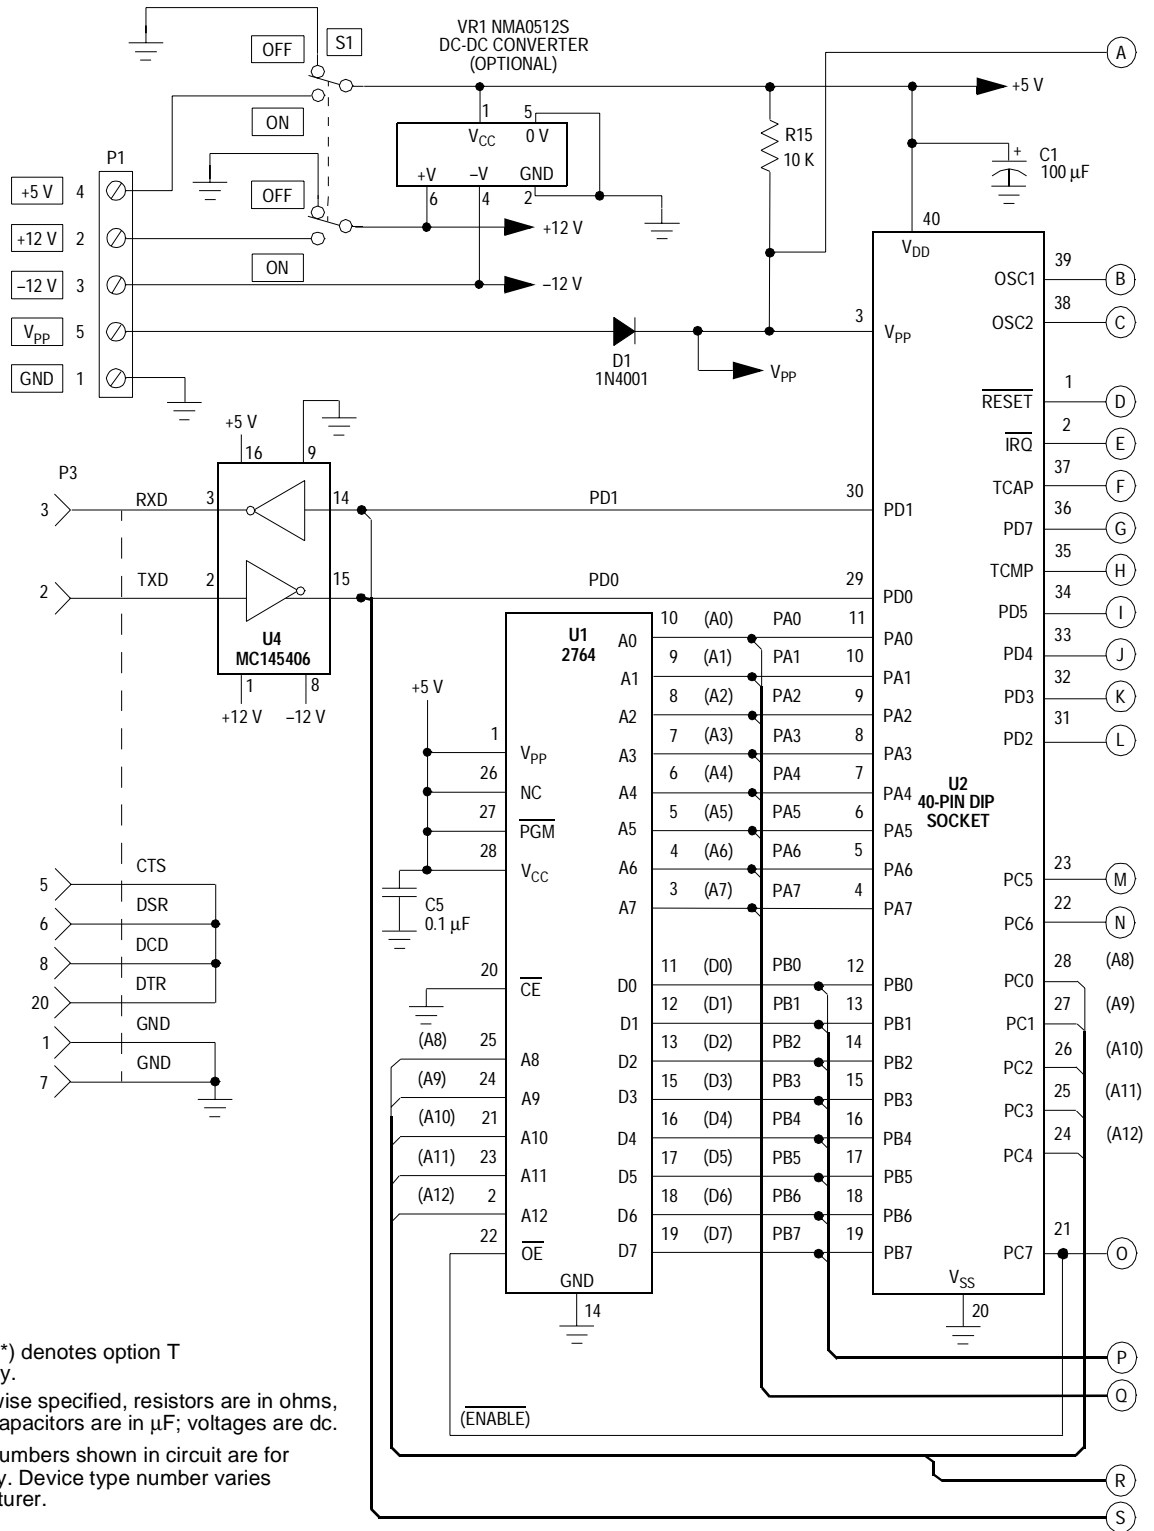 VR1 NMA0512S
DC-DC CONVERTER
(OPTIONAL)
OFF
S1
A
+5 V
1
5
VCC
0 V
ON
R15
10 K
+
C1
100 µF
P1
+V
–V
GND
6
4
2
+5 V 4
OFF
+12 V 2
+12 V
40
VDD
ON
–12 V 3
–12 V
OSC1
39
B
VPP 5
3
VPP
OSC2
38
C
D1
1N4001
VPP
GND 1
RESET
1
D
+5 V
16
9
IRQ
2
E
P3
3
RXD
3
14
PD1
30
PD1
TCAP
37
F
PD7
36
G
2
TXD
2
15
PD0
29
PD0
TCMP
35
H
U4
MC145406
1
8
+12 V
–12 V
PD5
34
I
PD4
33
J
PD3
32
K
PD2
31
L
U1
2764
A0 10 (A0) PA0 11 PA0
A1 9 (A1) PA1 10 PA1
A2 8 (A2) PA2 9 PA2
A3 7 (A3) PA3 8 PA3
A4 6 (A4) PA4 7 PA4
A5 5 (A5) PA5 6 PA5
A6 4 (A6) PA6 5 PA6
A7 3 (A7) PA7 4 PA7
U2
40-PIN DIP
SOCKET
+5 V
1
VPP
26
NC
27
PGM
28
VCC
C5
0.1 µF
PC5
23
M
PC6
22
N
5
CTS
6
DSR
8
DCD
20
DTR
1
GND
7
GND
20
CE
D0 11 (D0) PB0 12 PB0
D1 12 (D1) PB1 13 PB1
D2 13 (D2) PB2 14 PB2
D3 15 (D3) PB3 15 PB3
D4 16 (D4) PB4 16 PB4
D5 17 (D5) PB5 17 PB5
D6 18 (D6) PB6 18 PB6
D7 19 (D7) PB7 19 PB7
PC0 28 (A8)
PC1 27 (A9)
PC2 26 (A10)
PC3 25 (A11)
PC4 24 (A12)
(A8) 25 A8
(A9) 24 A9
(A10) 21 A10
(A11) 23 A11
(A12) 2 A12
22
OE
PC7
21
O
GND
14
VSS
20
P
Q
(ENABLE)
R
S
*) denotes option T
y.
wise specified, resistors are in ohms,
capacitors are in µF; voltages are dc.
umbers shown in circuit are for
y. Device type number varies
turer.